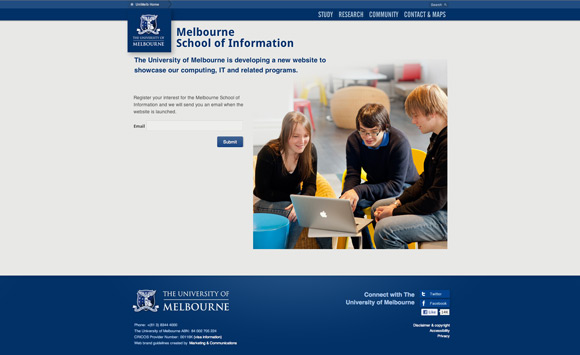 UniMelb Home
Search
STUDY RESEARCH COMMUNITY CONTACT & MAPS
THE UNIVERSITY OF
MELBOURNE
Melbourne
School of Information
The University of Melbourne is developing a new website to
showcase our computing, IT and related programs.
Register your interest for the Melbourne School of
Information and we will send you an email when the
website is launched.
Email
Submit
THE UNIVERSITY OF
MELBOURNE
Connect with The
University of Melbourne
Twitter
Facebook
Like
Phone: +(61 3) 8344 4000
The University of Melbourne ABN: 84 002 705 224
CRICOS Provider Number: 00116K (visa information)
Web brand guidelines created by Marketing & Communications
Disclaimer & copyright
Accessibility
Privacy